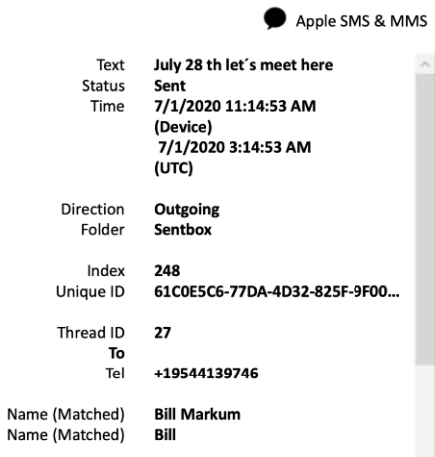 Apple SMS & MMS
Text July 28 th let´s meet here
Status Sent
Time 7/1/2020 11:14:53 AM
(Device)
7/1/2020 3:14:53 AM
(UTC)
Direction Outgoing
Folder Sentbox
Index 248
Unique ID 61C0E5C6-77DA-4D32-825F-9F00...
Thread ID 27
To
Tel +19544139746
Name (Matched) Bill Markum
Name (Matched) Bill